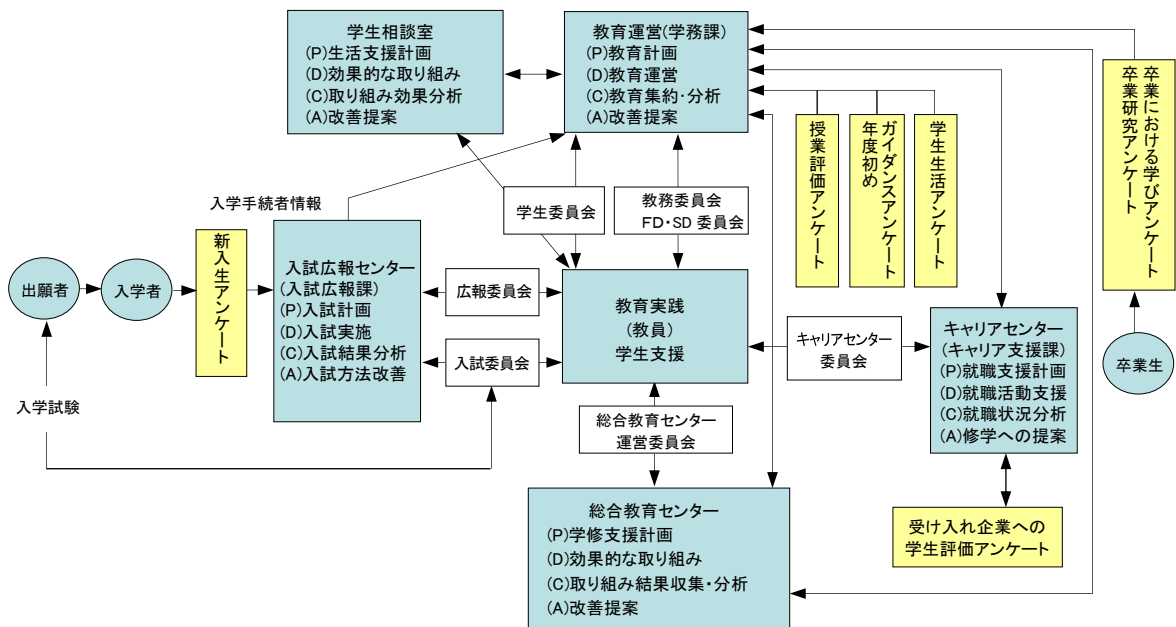 学生相談室
(P)生活支援計画
(D)効果的な取り組み
(C)取り組み効果分析
(A)改善提案
教育運営(学務課)
(P)教育計画
(D)教育運営
(C)教育集約・分析
(A)改善提案
授業評価アンケート
年度初め
ガイダンスアンケート
学生生活アンケート
卒業における学びアンケート
卒業研究アンケート
入学手続者情報
学生委員会
教務委員会
FD・SD 委員会
出願者
入学者
新入生アンケート
入試広報センター
(入試広報課)
(P)入試計画
(D)入試実施
(C)入試結果分析
(A)入試方法改善
広報委員会
入試委員会
教育実践
(教員)
学生支援
キャリアセンター
委員会
キャリアセンター
(キャリア支援課)
(P)就職支援計画
(D)就職活動支援
(C)就職状況分析
(A)修学への提案
卒業生
入学試験
総合教育センター
運営委員会
総合教育センター
(P)学修支援計画
(D)効果的な取り組み
(C)取り組み結果収集・分析
(A)改善提案
受け入れ企業への
学生評価アンケート